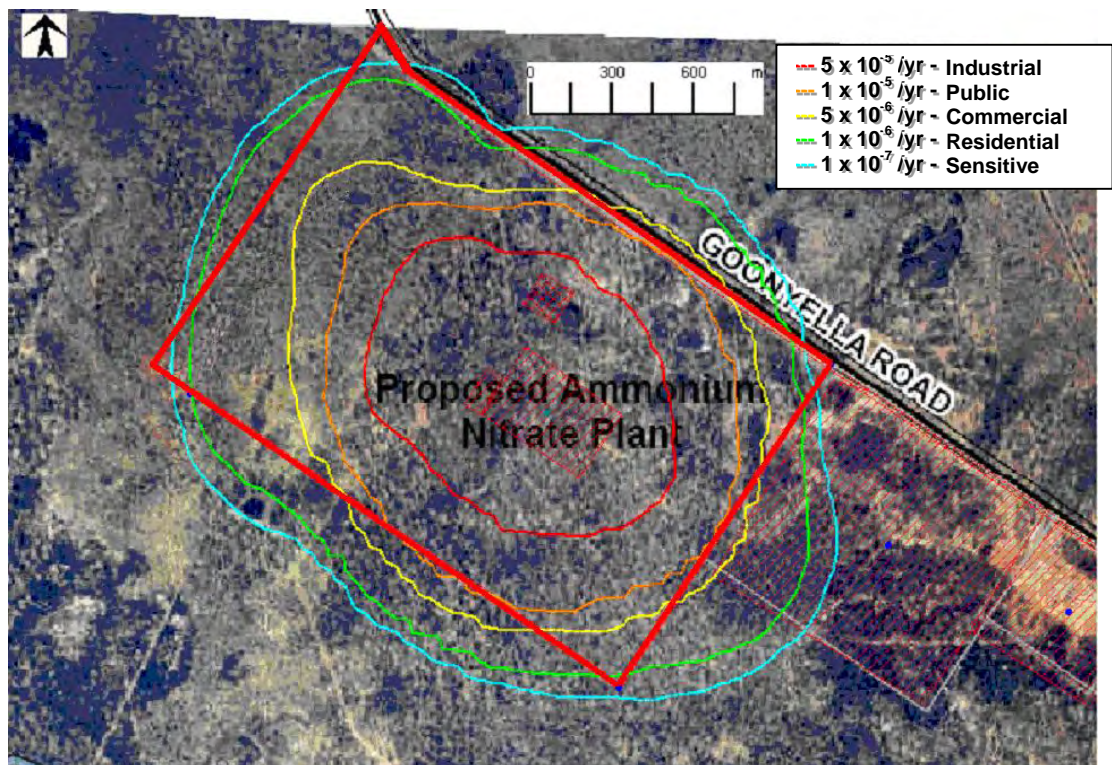 0 300 600 m
5 x 10⁻⁵ /yr - Industrial
1 x 10⁻⁵ /yr - Public
5 x 10⁻⁶ /yr - Commercial
1 x 10⁻⁶ /yr - Residential
1 x 10⁻⁷ /yr - Sensitive
GOONYELLA ROAD
Proposed Ammonium
Nitrate Plant